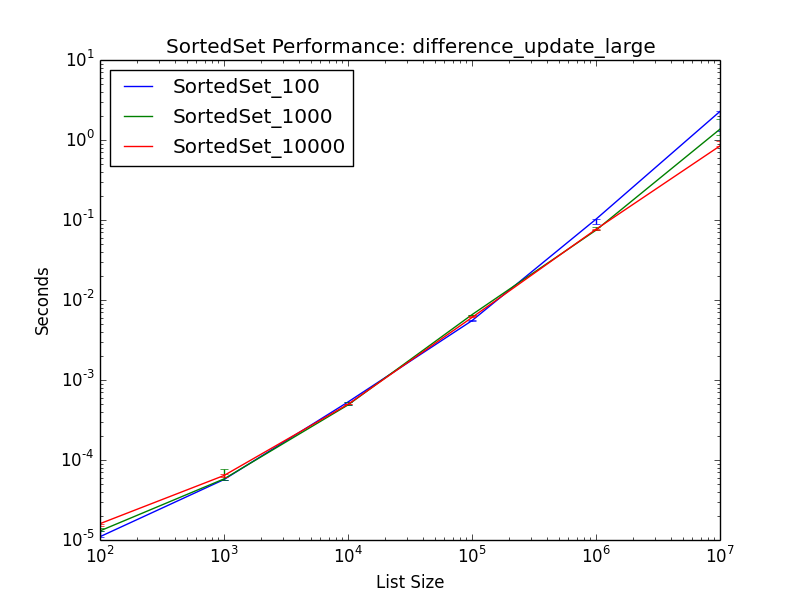 SortedSet Performance: difference_update_large
SortedSet_100
SortedSet_1000
SortedSet_10000
10^1
10^0
10^-1
10^-2
10^-3
10^-4
10^-5
Seconds
10^2 10^3 10^4 10^5 10^6 10^7
List Size